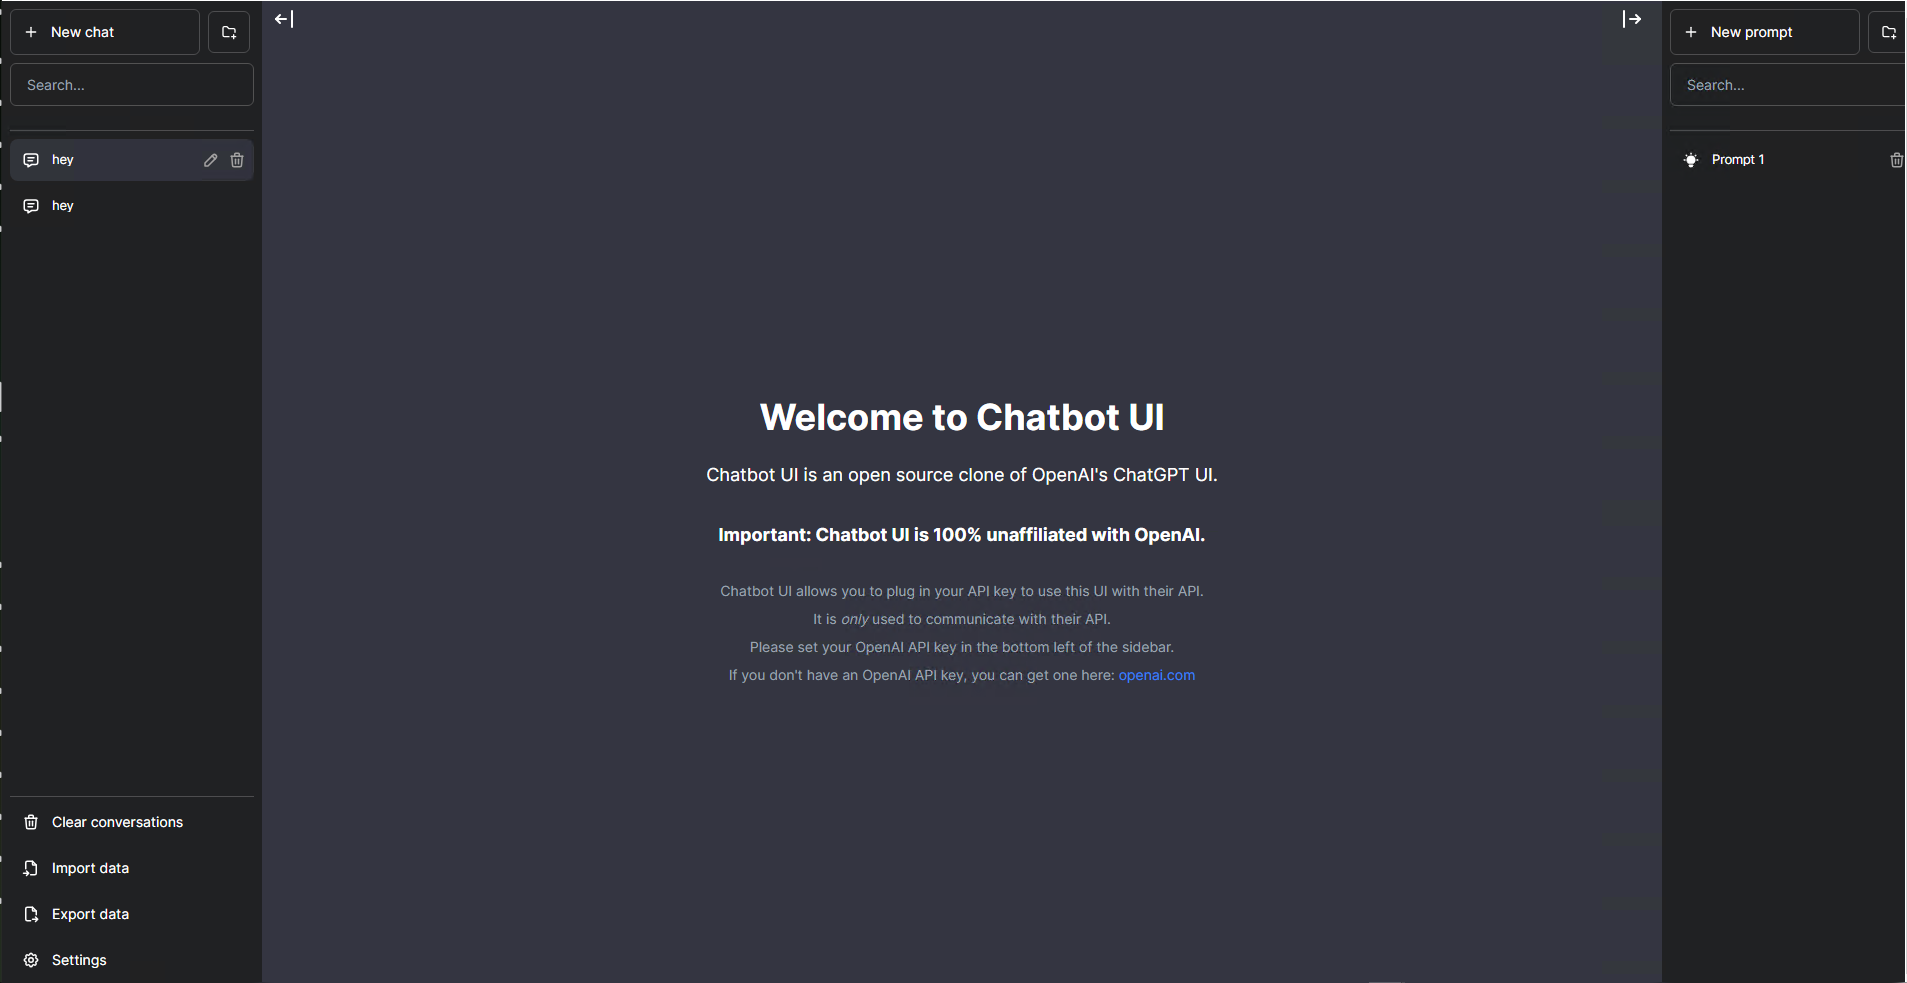 New chat
Search...
hey
hey
Clear conversations
Import data
Export data
Settings
Welcome to Chatbot UI
Chatbot UI is an open source clone of OpenAI's ChatGPT UI.
Important: Chatbot UI is 100% unaffiliated with OpenAI.
Chatbot UI allows you to plug in your API key to use this UI with their API.
It is only used to communicate with their API.
Please set your OpenAI API key in the bottom left of the sidebar.
If you don't have an OpenAI API key, you can get one here: openai.com
New prompt
Search...
Prompt 1